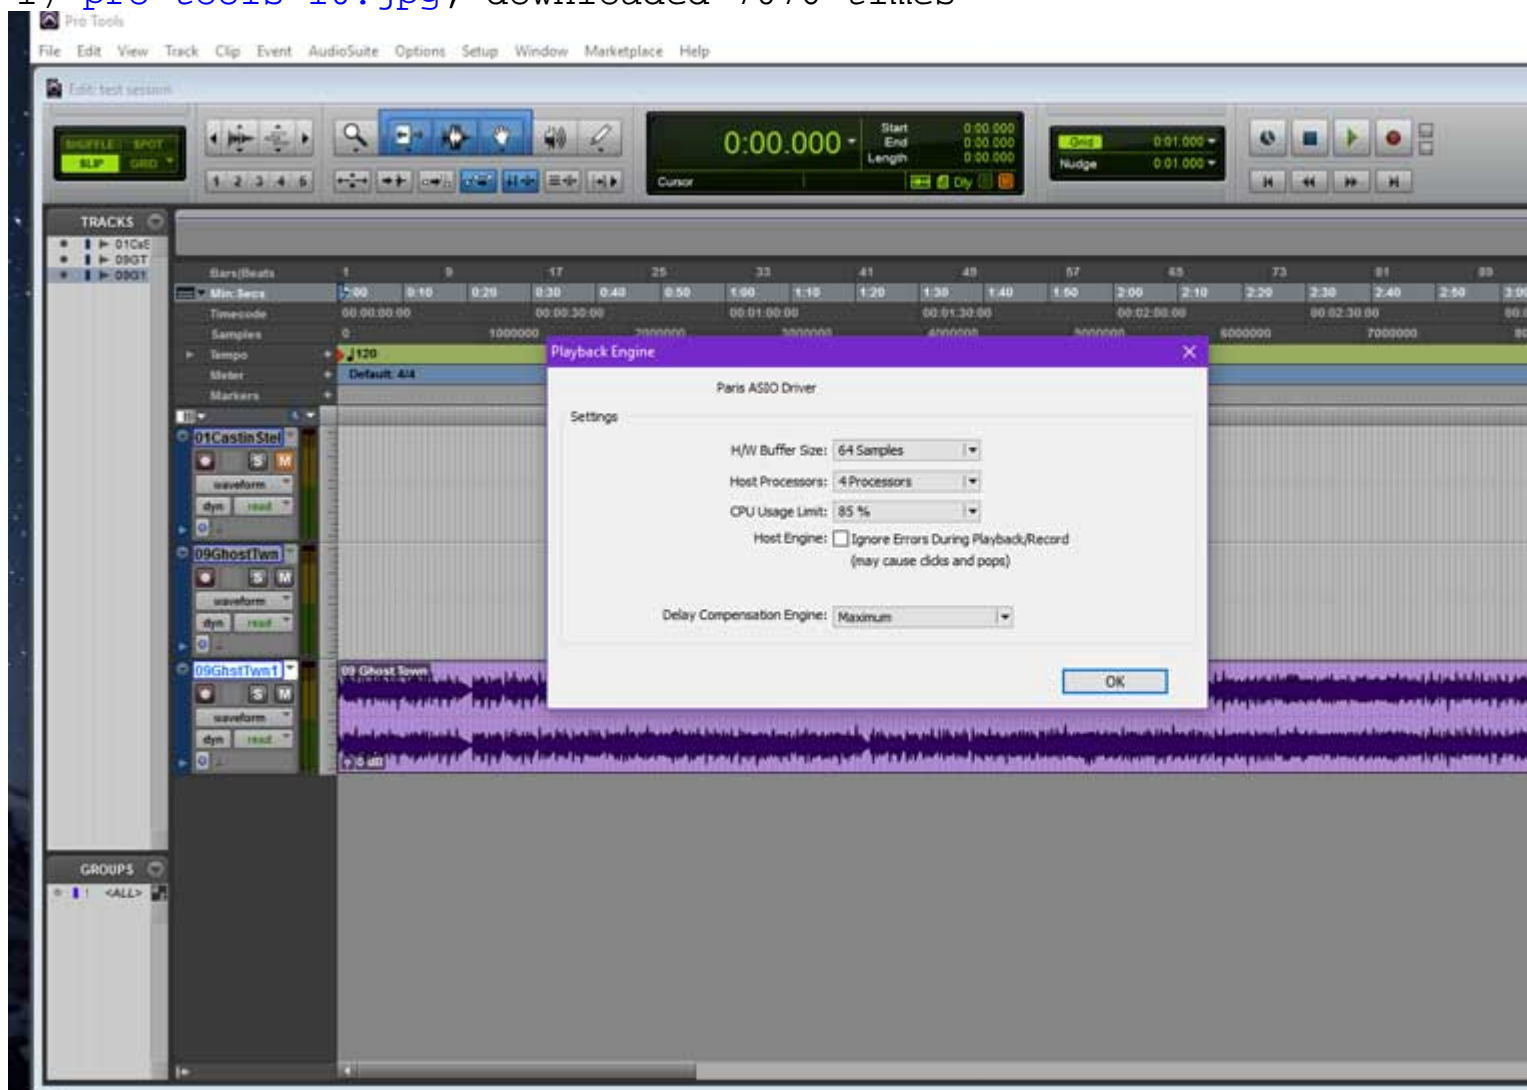 1) pro tools 10.jpg, downloaded 7070 times
Pro Tools
File Edit View Track Clip Event AudioSuite Options Setup Window Marketplace Help
Edit: test session
SHUFFLE SPOT
SLIP GRID
1 2 3 4 5
0:00.000
Start 0:00.000
End 0:00.000
Length 0:00.000
Cursor
Dly
Grid 0:01.000
Nudge 0:01.000
TRACKS
01CsS
09GT
09GT
Bars|Beats 1 9 17 25 33 41 49 57 65 73 81 89
Min:Secs 0:00 0:10 0:20 0:30 0:40 0:50 1:00 1:10 1:20 1:30 1:40 1:50 2:00 2:10 2:20 2:30 2:40 2:50 3:00
Timecode 00:00:00:00 00:00:30:00 00:01:00:00 00:01:30:00 00:02:00:00 00:02:30:00
Samples 0 1000000 2000000 3000000 4000000 5000000 6000000 7000000
Tempo 120
Meter Default: 4/4
Markers
01CastinStel
S M
waveform
dyn read
09GhostTwn
S M
waveform
dyn read
09GhstTwn1
S M
waveform
dyn read
09 Ghost Town
0 dB
Playback Engine
Paris ASIO Driver
Settings
H/W Buffer Size: 64 Samples
Host Processors: 4 Processors
CPU Usage Limit: 85 %
Host Engine: Ignore Errors During Playback/Record
(may cause clicks and pops)
Delay Compensation Engine: Maximum
OK
GROUPS
! <ALL>